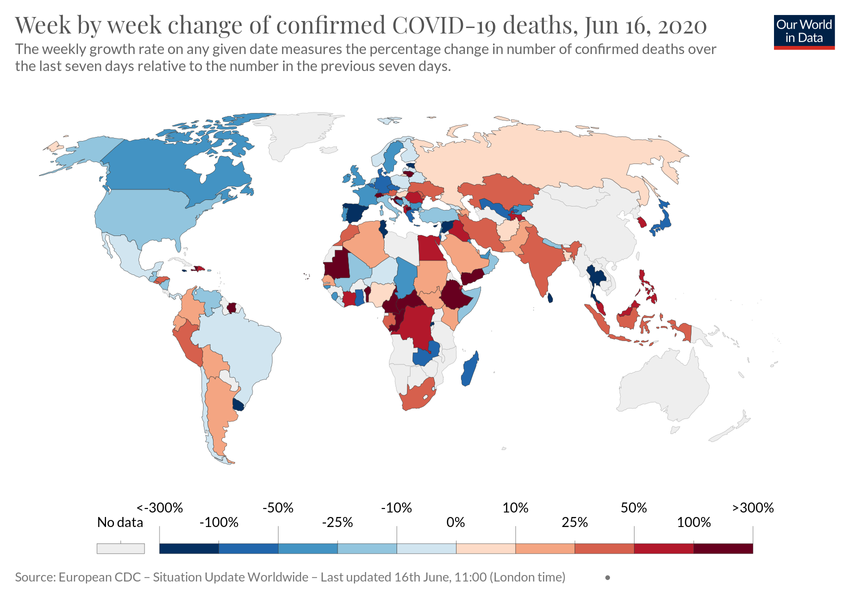 Week by week change of confirmed COVID-19 deaths, Jun 16, 2020
Our World
in Data
The weekly growth rate on any given date measures the percentage change in number of confirmed deaths over
the last seven days relative to the number in the previous seven days.
<-300% -50% -10% 10% 50% >300%
No data -100% -25% 0% 25% 100%
Source: European CDC – Situation Update Worldwide – Last updated 16th June, 11:00 (London time) •